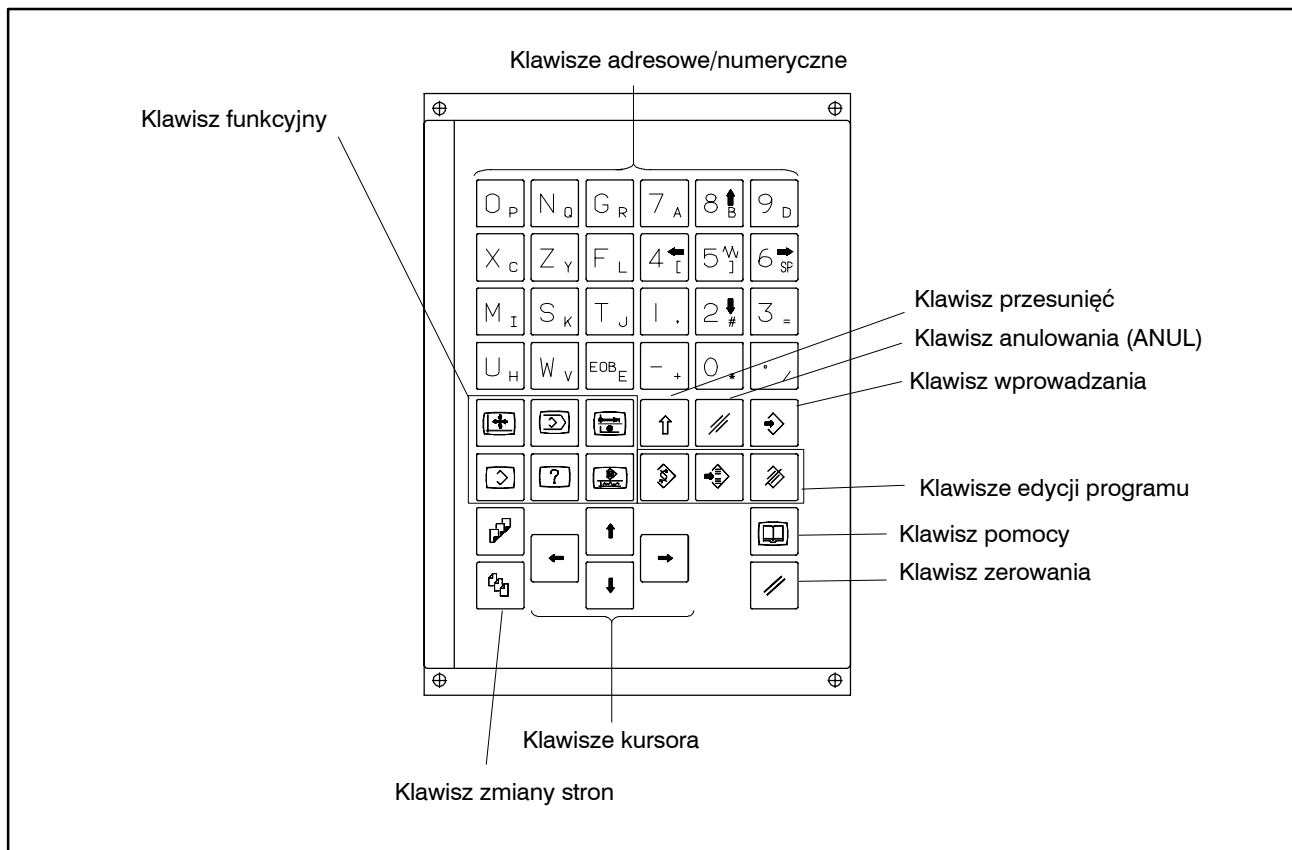 Klawisze adresowe/numeryczne
Klawisz funkcyjny
O P N Q G R 7 A 8 B 9 D
X C Z Y F L 4 [ 5 ] 6 SP
M I S K T J 1 , 2 # 3 =
U H W V EOB E - + 0 * . /
Klawisz przesunięć
Klawisz anulowania (ANUL)
Klawisz wprowadzania
?
S
Klawisze edycji programu
Klawisz pomocy
Klawisz zerowania
Klawisze kursora
Klawisz zmiany stron